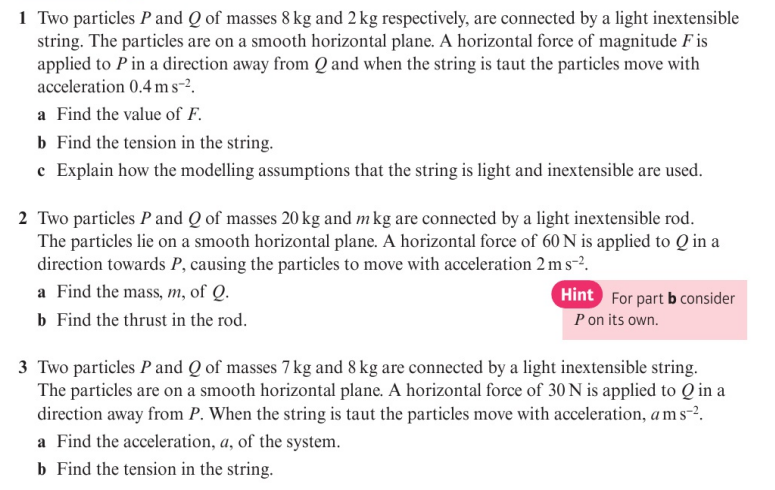 1 Two particles P and Q of masses 8 kg and 2 kg respectively, are connected by a light inextensible
string. The particles are on a smooth horizontal plane. A horizontal force of magnitude F is
applied to P in a direction away from Q and when the string is taut the particles move with
acceleration 0.4 m s⁻².
a Find the value of F.
b Find the tension in the string.
c Explain how the modelling assumptions that the string is light and inextensible are used.
2 Two particles P and Q of masses 20 kg and m kg are connected by a light inextensible rod.
The particles lie on a smooth horizontal plane. A horizontal force of 60 N is applied to Q in a
direction towards P, causing the particles to move with acceleration 2 m s⁻².
a Find the mass, m, of Q.
b Find the thrust in the rod.
Hint For part b consider
P on its own.
3 Two particles P and Q of masses 7 kg and 8 kg are connected by a light inextensible string.
The particles are on a smooth horizontal plane. A horizontal force of 30 N is applied to Q in a
direction away from P. When the string is taut the particles move with acceleration, a m s⁻².
a Find the acceleration, a, of the system.
b Find the tension in the string.